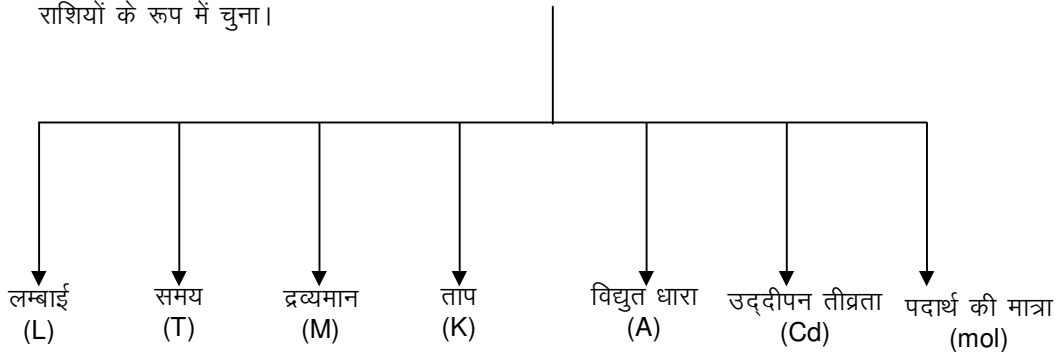 राशियों के रूप में चुना।
लम्बाई समय द्रव्यमान ताप विद्युत धारा उद्दीपन तीव्रता पदार्थ की मात्रा
(L) (T) (M) (K) (A) (Cd) (mol)